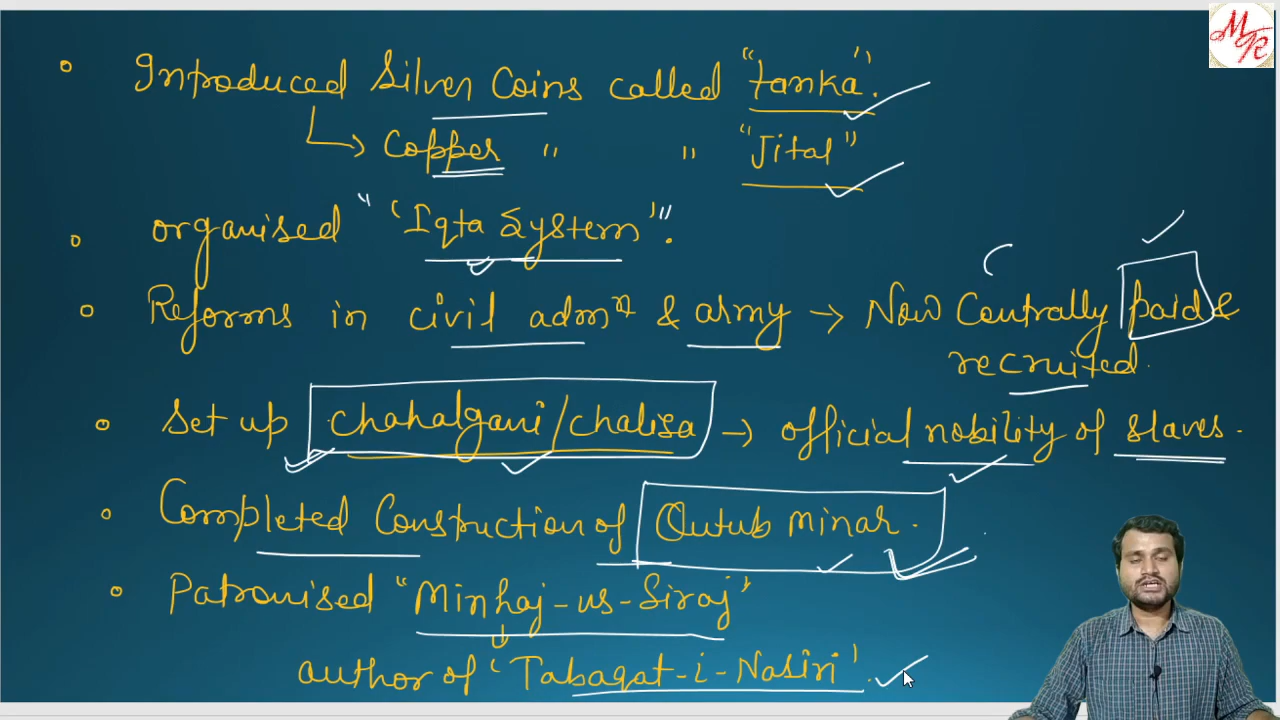 MR
• Introduced Silver Coins called "tanka".
→ Copper " " "Jital"
• organised "'Iqta System'".
• Reforms in civil admn & army → Now Centrally paid & recruited.
• Set up chahalgani/chalisa → official nobility of slaves.
• Completed Construction of Qutub minar.
• Patronised "Minhaj-us-Siraj"
author of 'Tabaqat-i-Nasiri'.